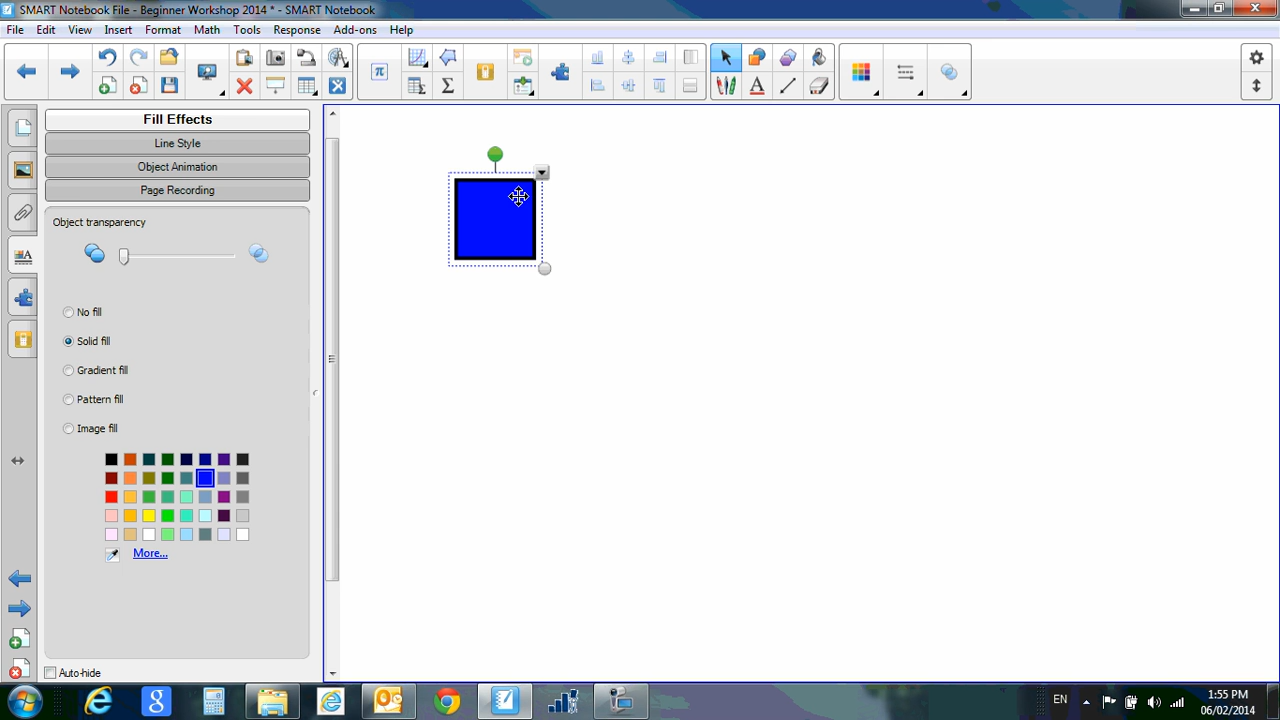 SMART Notebook File - Beginner Workshop 2014 * - SMART Notebook
File Edit View Insert Format Math Tools Response Add-ons Help
π
Σ
A
Fill Effects
Line Style
Object Animation
Page Recording
Object transparency
No fill
Solid fill
Gradient fill
Pattern fill
Image fill
More...
Auto-hide
EN
1:55 PM
06/02/2014